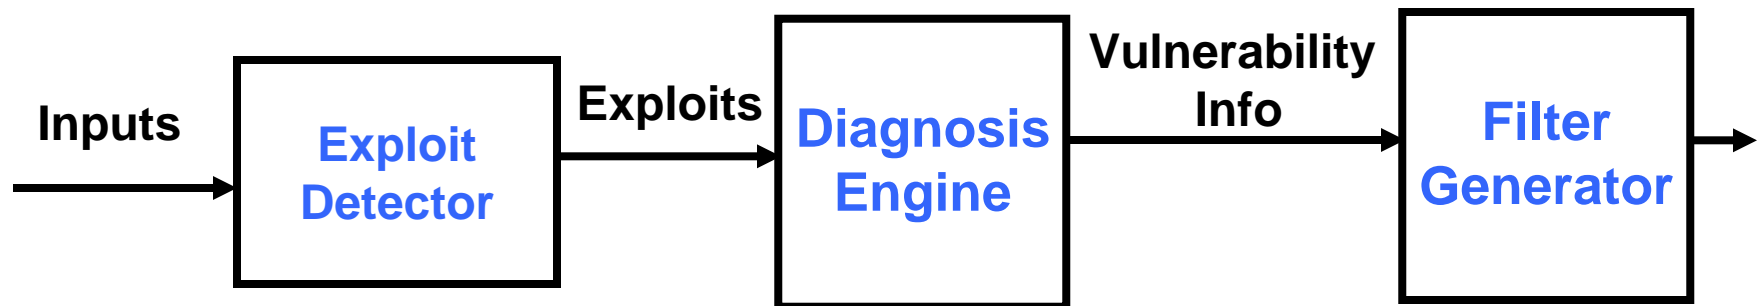 Inputs
Exploit
Detector
Exploits
Diagnosis
Engine
Vulnerability
Info
Filter
Generator